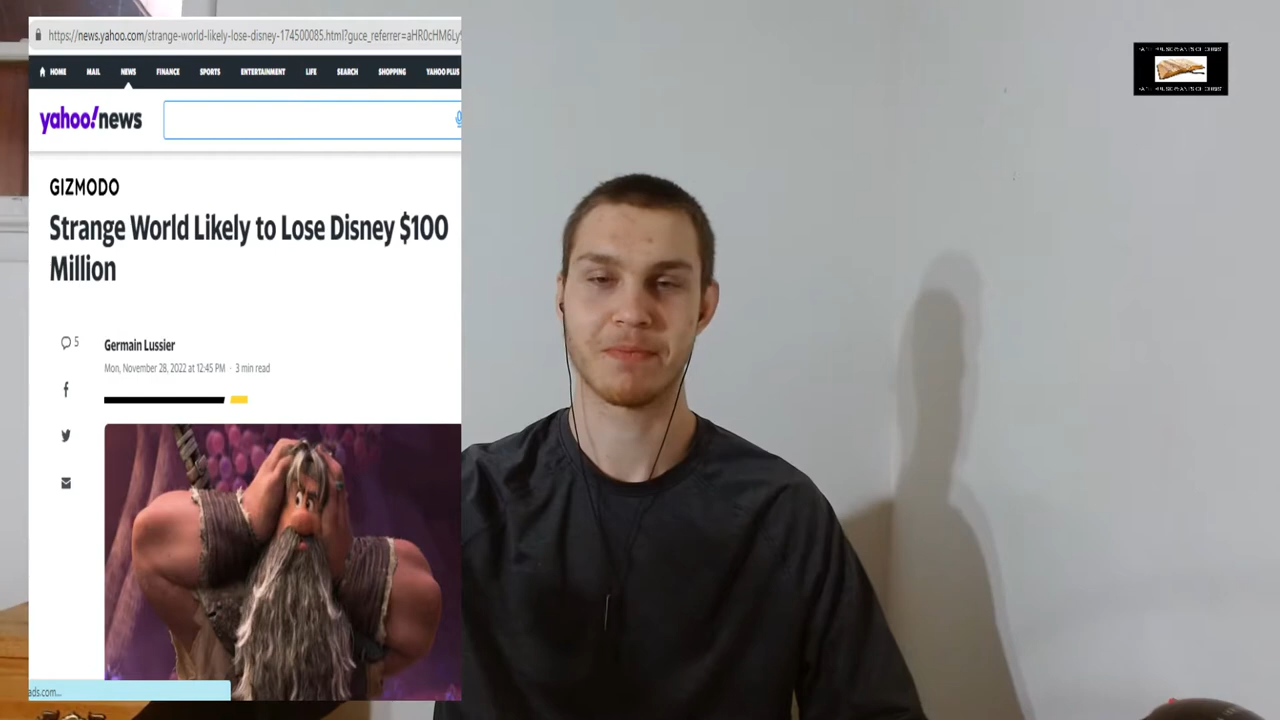 https://news.yahoo.com/strange-world-likely-lose-disney-174500085.html?guce_referrer=aHR0cHM6Ly
HOME MAIL NEWS FINANCE SPORTS ENTERTAINMENT LIFE SEARCH SHOPPING YAHOO PLUS
yahoo!news
GIZMODO
Strange World Likely to Lose Disney $100
Million
5
Germain Lussier
Mon, November 28, 2022 at 12:45 PM · 3 min read
ads.com...